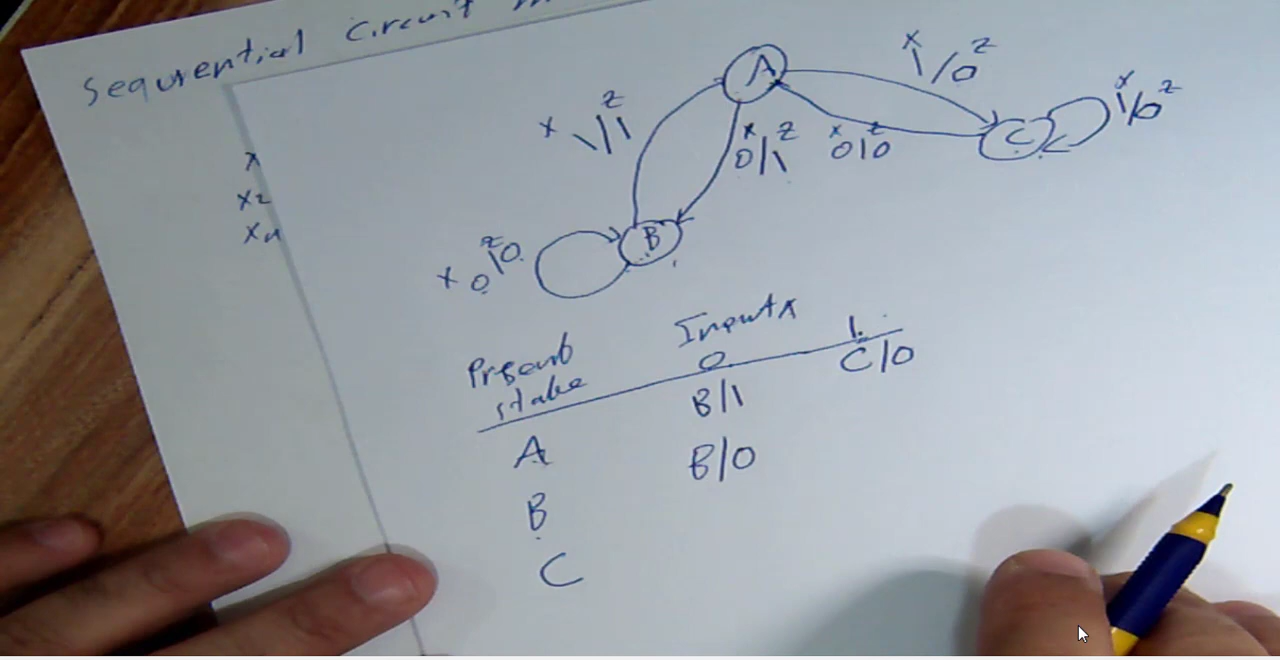 Sequrential Circuit
A
x 1/0 z
x 1/0 z
C
x 1/1 z
x 0/1 z
x 0/0 z
x
x2
xn
B
x 0/0 z
Input x
Present
state
0 1.
A B/1 C/0
B B/0
C